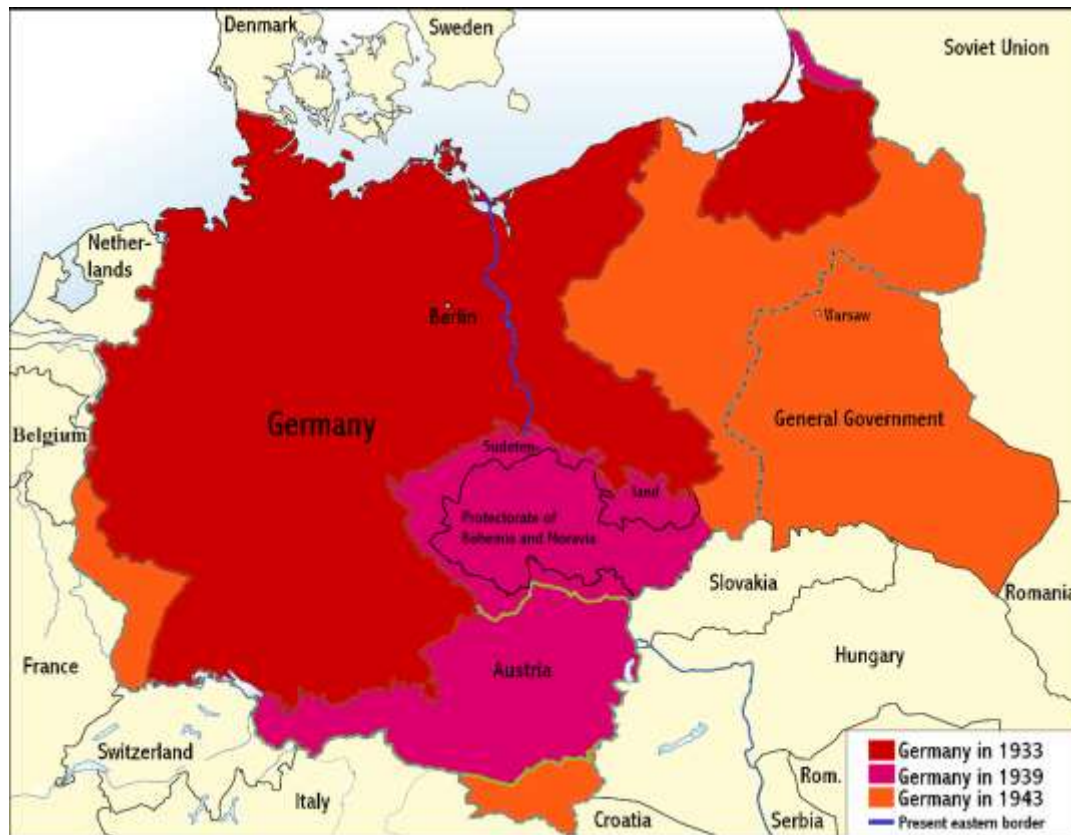 Denmark
Sweden
Soviet Union
Nether-
lands
Berlin
Warsaw
Germany
General Government
Belgium
Sudeten-
land
Protectorate of
Bohemia and Moravia
Slovakia
Romania
France
Austria
Hungary
Switzerland
Italy
Croatia
Rom.
Serbia
Germany in 1933
Germany in 1939
Germany in 1943
Present eastern border